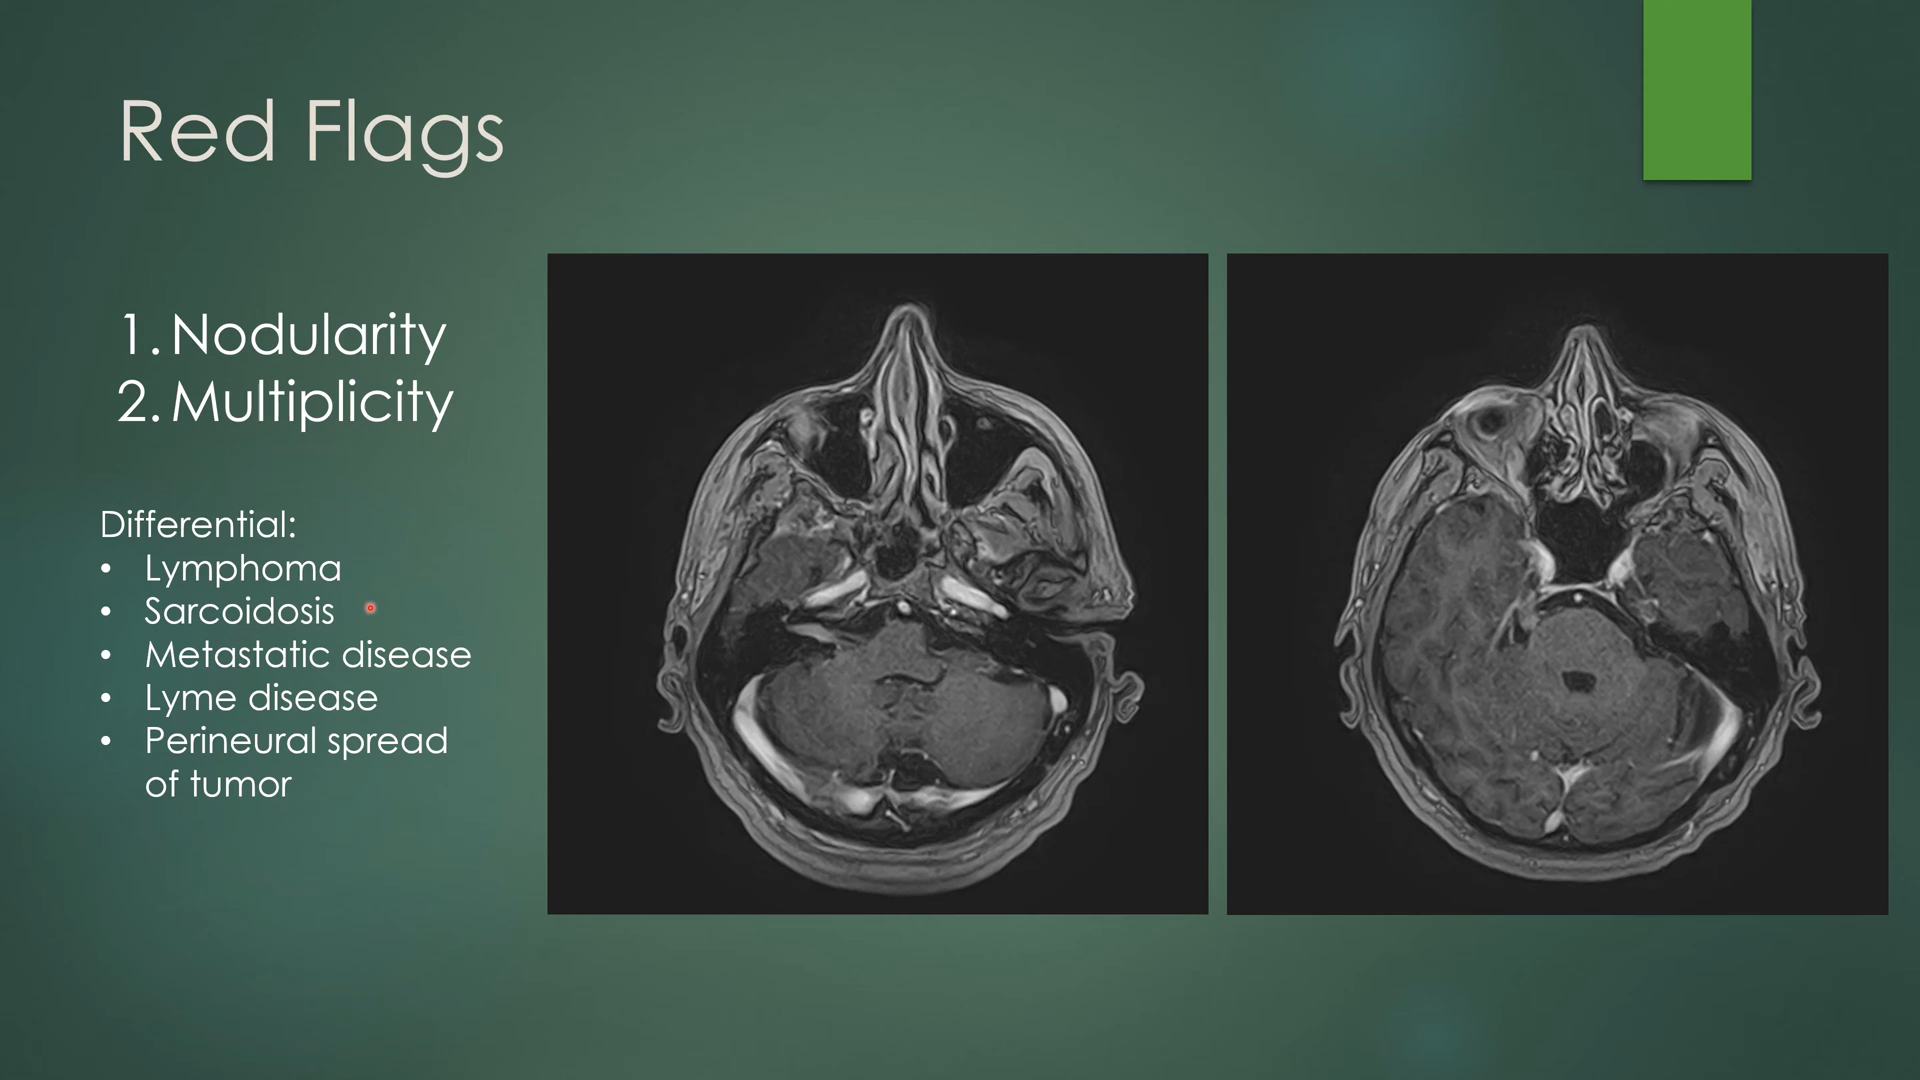 Red Flags
1. Nodularity
2. Multiplicity
Differential:
• Lymphoma
• Sarcoidosis
• Metastatic disease
• Lyme disease
• Perineural spread
of tumor